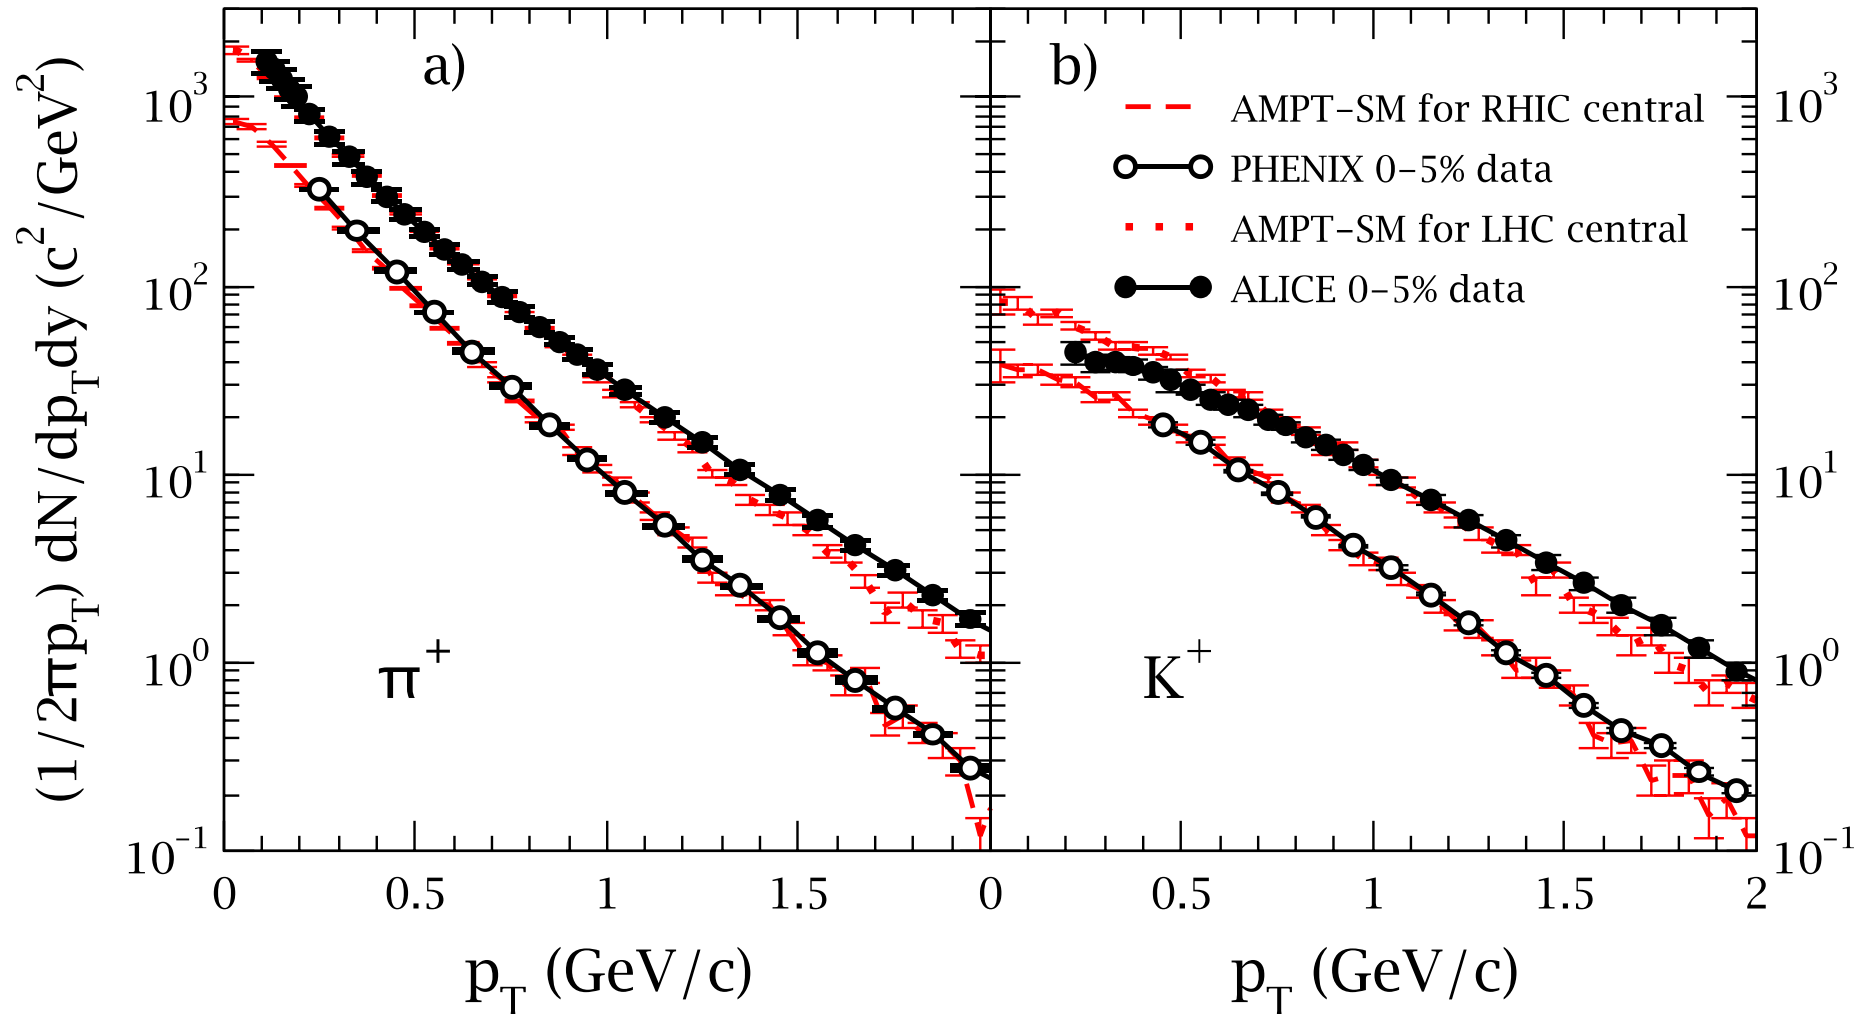 a)
b)
AMPT-SM for RHIC central
PHENIX 0-5% data
AMPT-SM for LHC central
ALICE 0-5% data
(1/2πp_T) dN/dp_Tdy (c²/GeV²)
10³
10²
10¹
10⁰
10⁻¹
10³
10²
10¹
10⁰
10⁻¹
π⁺
K⁺
0 0.5 1 1.5 0 0.5 1 1.5 2
p_T (GeV/c)
p_T (GeV/c)